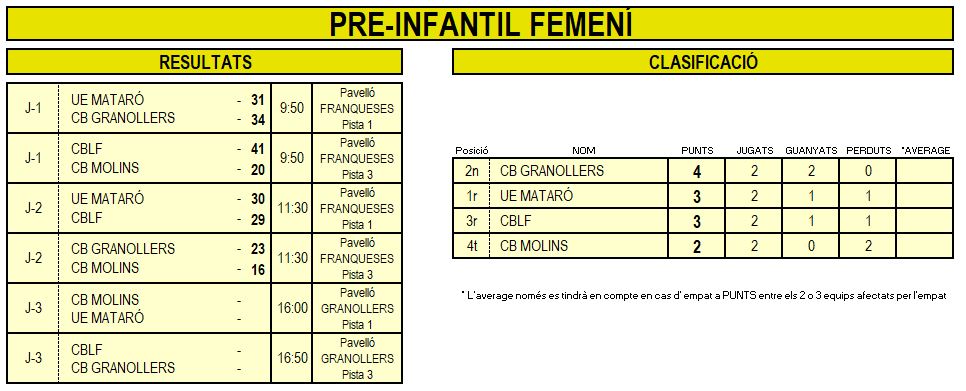 PRE-INFANTIL FEMENÍ
RESULTATS
J-1
UE MATARÓ - 31
CB GRANOLLERS - 34
9:50
Pavelló
FRANQUESES
Pista 1
J-1
CBLF - 41
CB MOLINS - 20
9:50
Pavelló
FRANQUESES
Pista 3
J-2
UE MATARÓ - 30
CBLF - 29
11:30
Pavelló
FRANQUESES
Pista 1
J-2
CB GRANOLLERS - 23
CB MOLINS - 16
11:30
Pavelló
FRANQUESES
Pista 3
J-3
CB MOLINS -
UE MATARÓ -
16:00
Pavelló
GRANOLLERS
Pista 1
J-3
CBLF -
CB GRANOLLERS -
16:50
Pavelló
GRANOLLERS
Pista 3
CLASIFICACIÓ
Posició NOM PUNTS JUGATS GUANYATS PERDUTS *AVERAGE
2n CB GRANOLLERS 4 2 2 0
1r UE MATARÓ 3 2 1 1
3r CBLF 3 2 1 1
4t CB MOLINS 2 2 0 2
* L'average només es tindrà en compte en cas d' empat a PUNTS entre els 2 o 3 equips afectats per l'empat